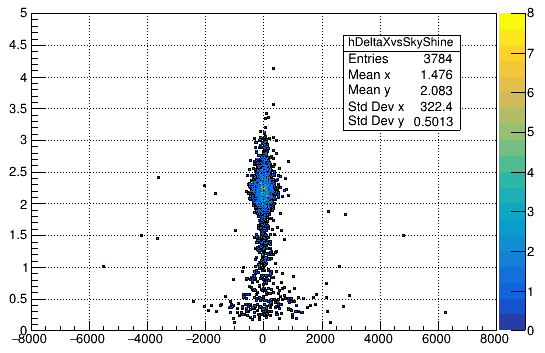 5
4.5
4
3.5
3
2.5
2
1.5
1
0.5
0
−8000 −6000 −4000 −2000 0 2000 4000 6000 8000
hDeltaXvsSkyShine
Entries 3784
Mean x 1.476
Mean y 2.083
Std Dev x 322.4
Std Dev y 0.5013
8
7
6
5
4
3
2
1
0